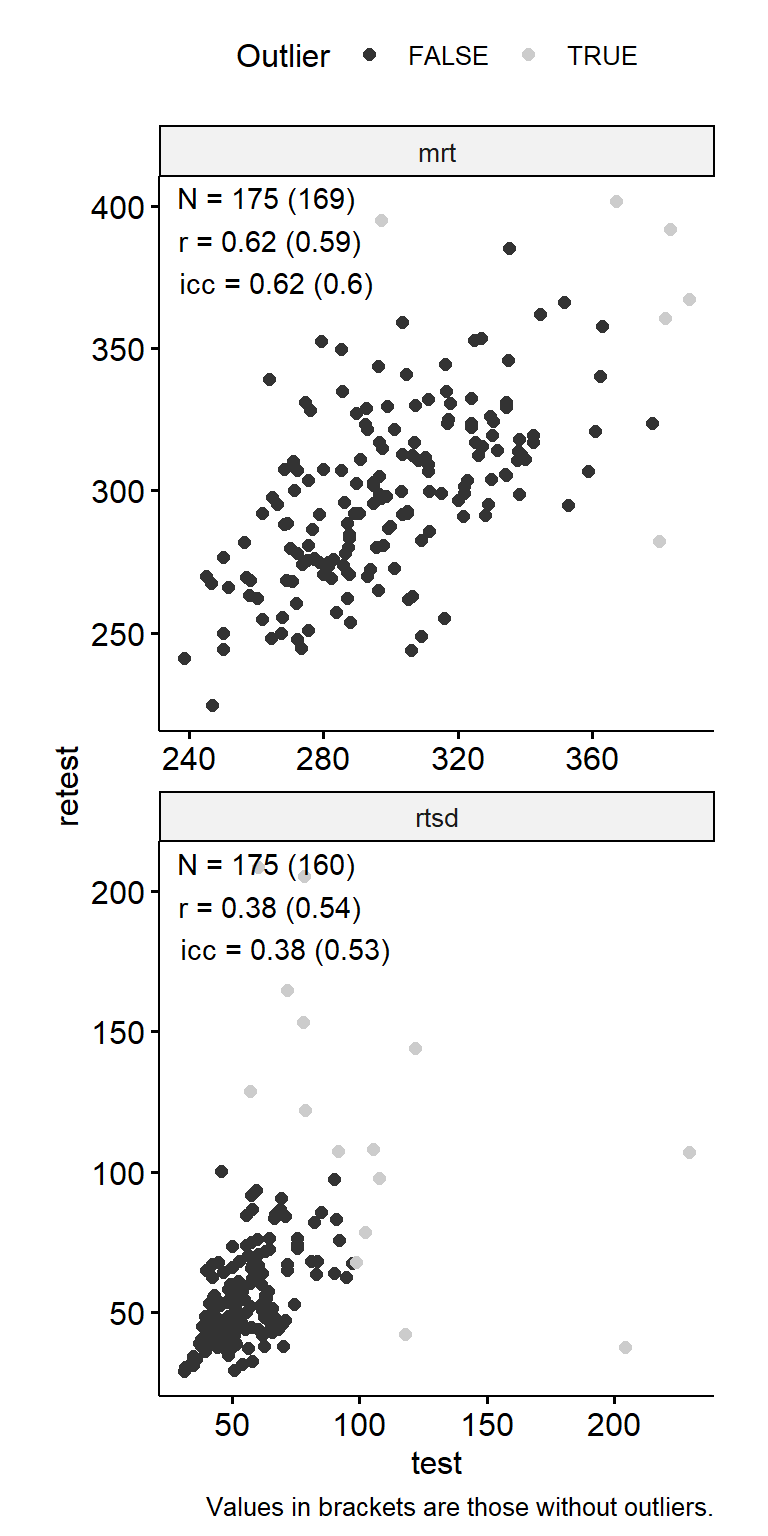 Outlier FALSE TRUE
mrt
N = 175 (169)
r = 0.62 (0.59)
icc = 0.62 (0.6)
400
350
300
250
240 280 320 360
retest
rtsd
N = 175 (160)
r = 0.38 (0.54)
icc = 0.38 (0.53)
200
150
100
50
50 100 150 200
test
Values in brackets are those without outliers.